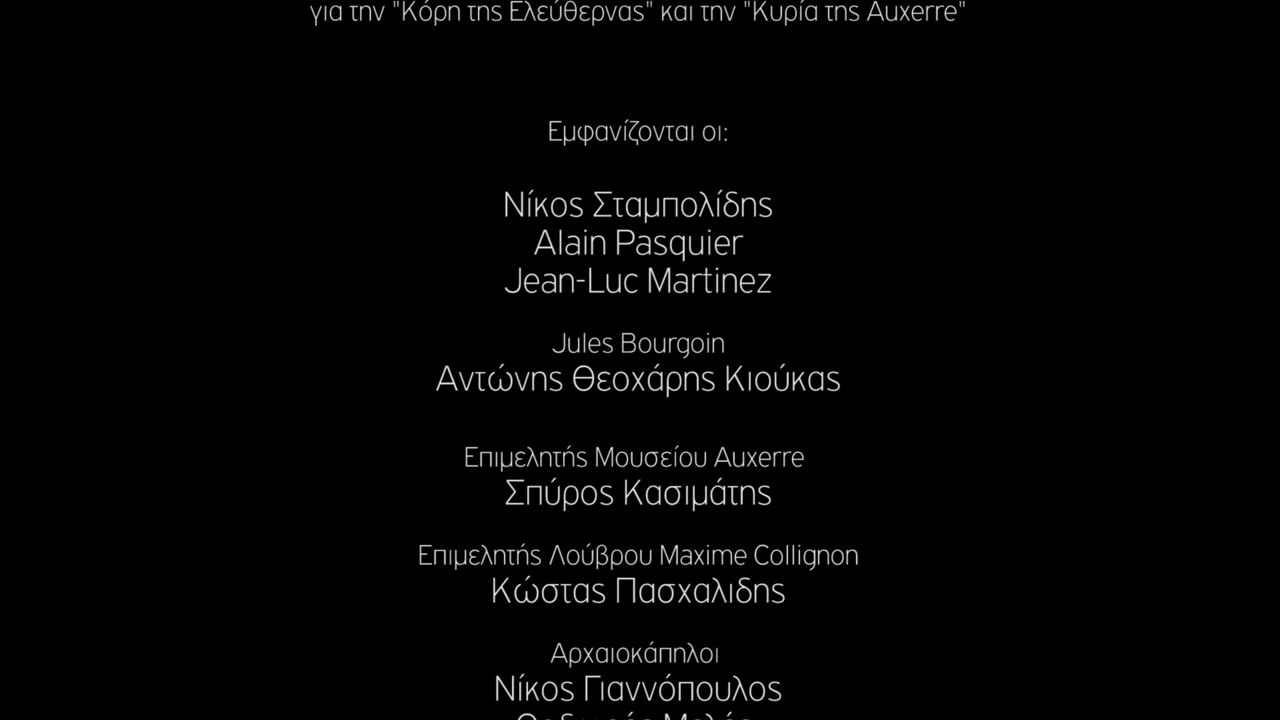 για την "Κόρη της Ελεύθερνας" και την "Κυρία της Auxerre"
Εμφανίζονται οι:
Νίκος Σταμπολίδης
Alain Pasquier
Jean-Luc Martinez
Jules Bourgoin
Αντώνης Θεοχάρης Κιούκας
Επιμελητής Μουσείου Auxerre
Σπύρος Κασιμάτης
Επιμελητής Λούβρου Maxime Collignon
Κώστας Πασχαλιδης
Αρχαιοκάπηλοι
Νίκος Γιαννόπουλος